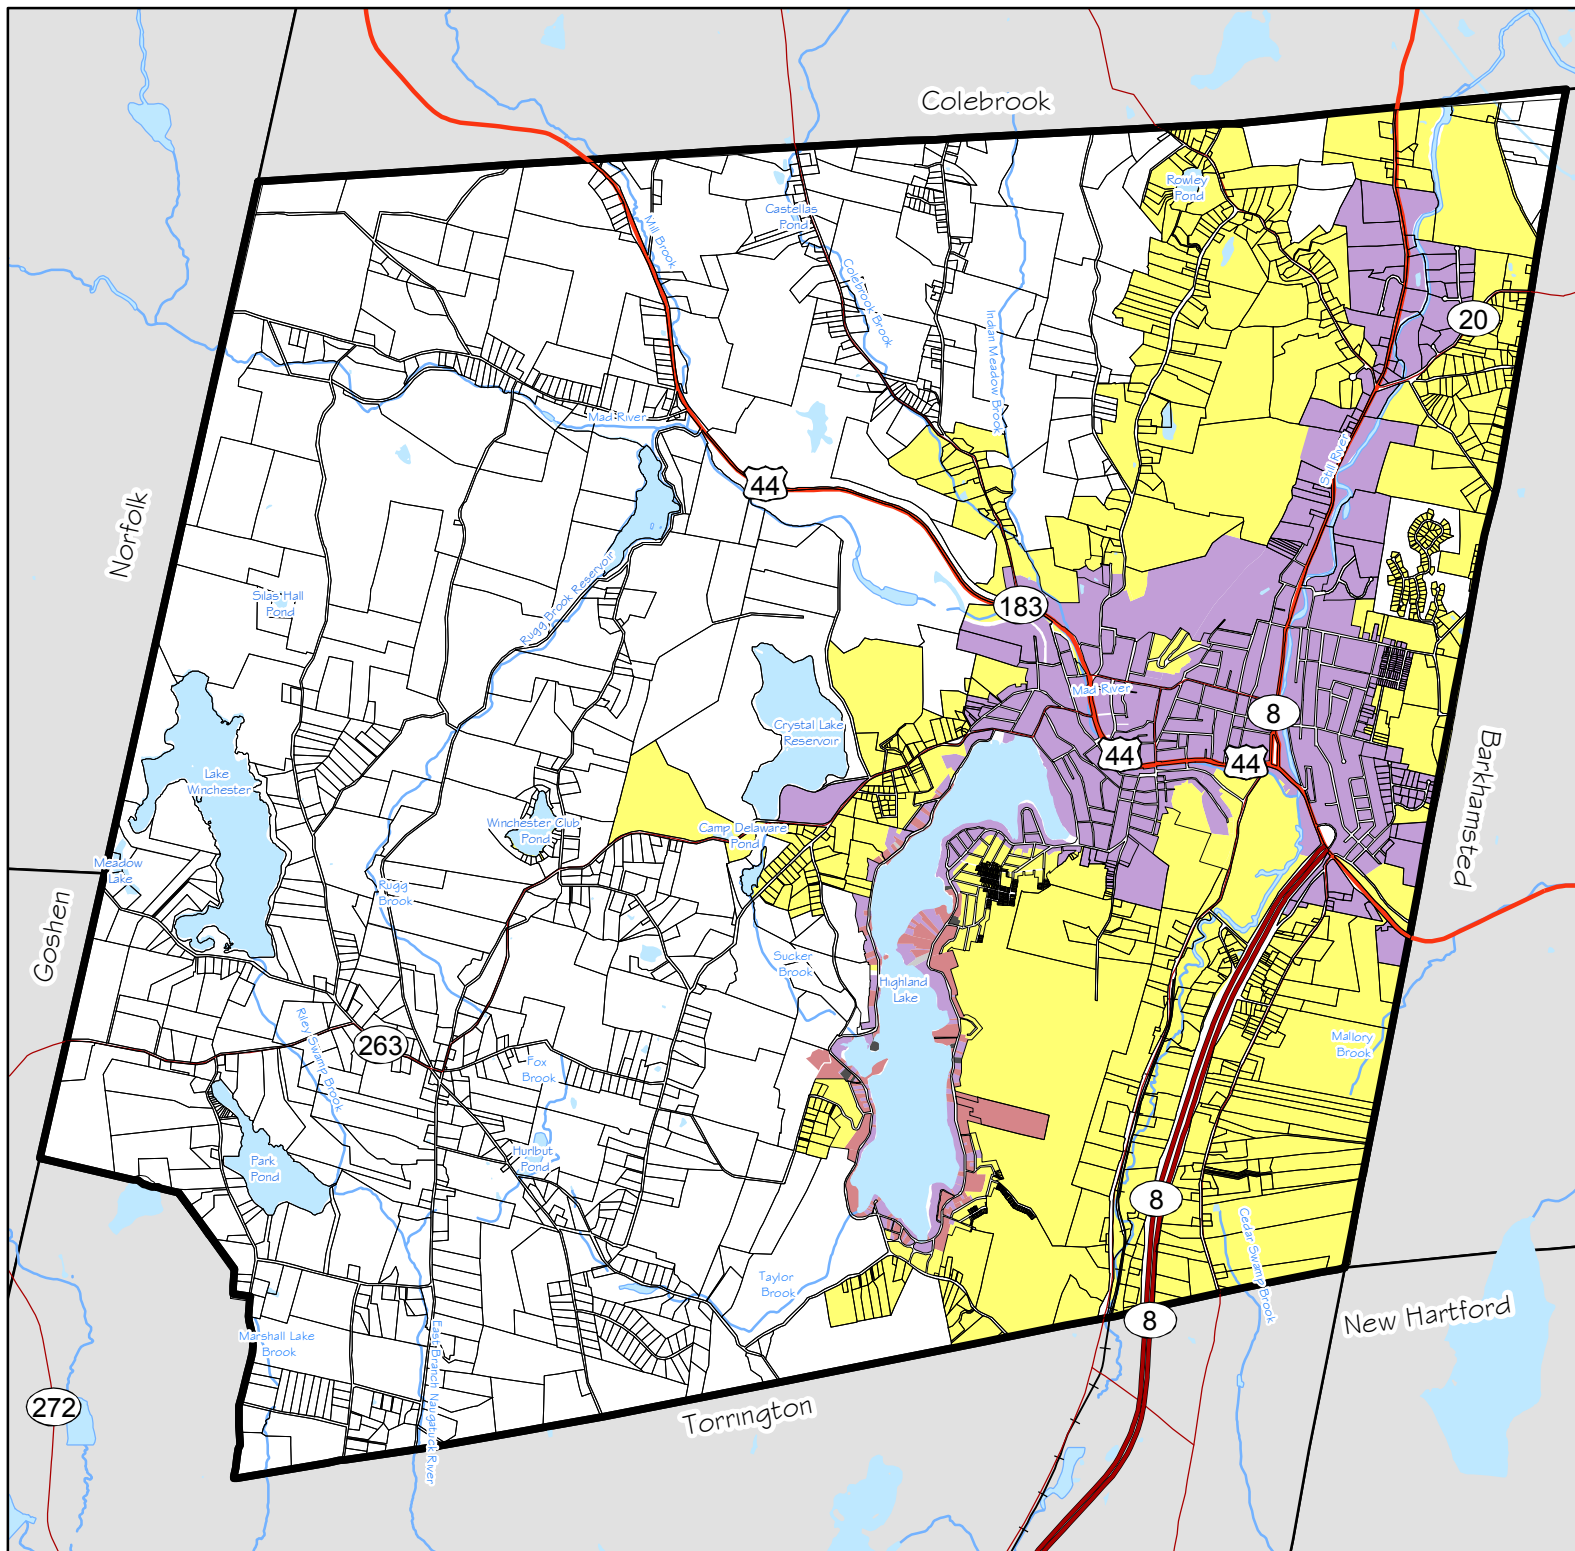 Colebrook
Rowley
Pond
Castellas
Pond
Mill Brook
Colebrook Brook
Indian Meadow Brook
20
Mad River
Still River
44
Norfolk
Rugg Brook Reservoir
Silas Hall
Pond
183
Mad River
8
Crystal Lake
Reservoir
44
44
Barkhamsted
Lake
Winchester
Winchester Club
Pond
Camp Delaware
Pond
Meadow
Lake
Rugg
Brook
Goshen
Sucker
Brook
Highland
Lake
Riley Swamp Brook
263
Fox
Brook
Mallory
Brook
Hurlbut
Pond
Park
Pond
8
Cedar Swamp Brook
Taylor
Brook
8
New Hartford
Marshall Lake
Brook
East Branch Naugatuck River
272
Torrington